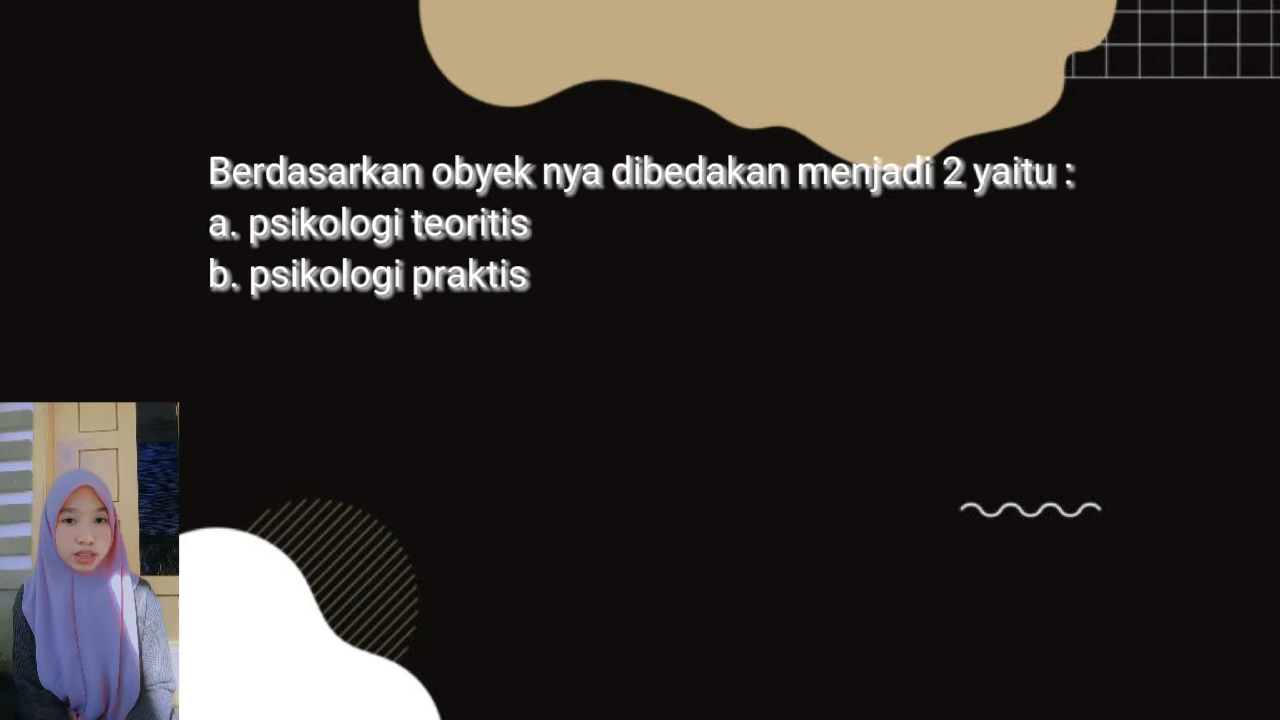 Berdasarkan obyek nya dibedakan menjadi 2 yaitu :
a. psikologi teoritis
b. psikologi praktis